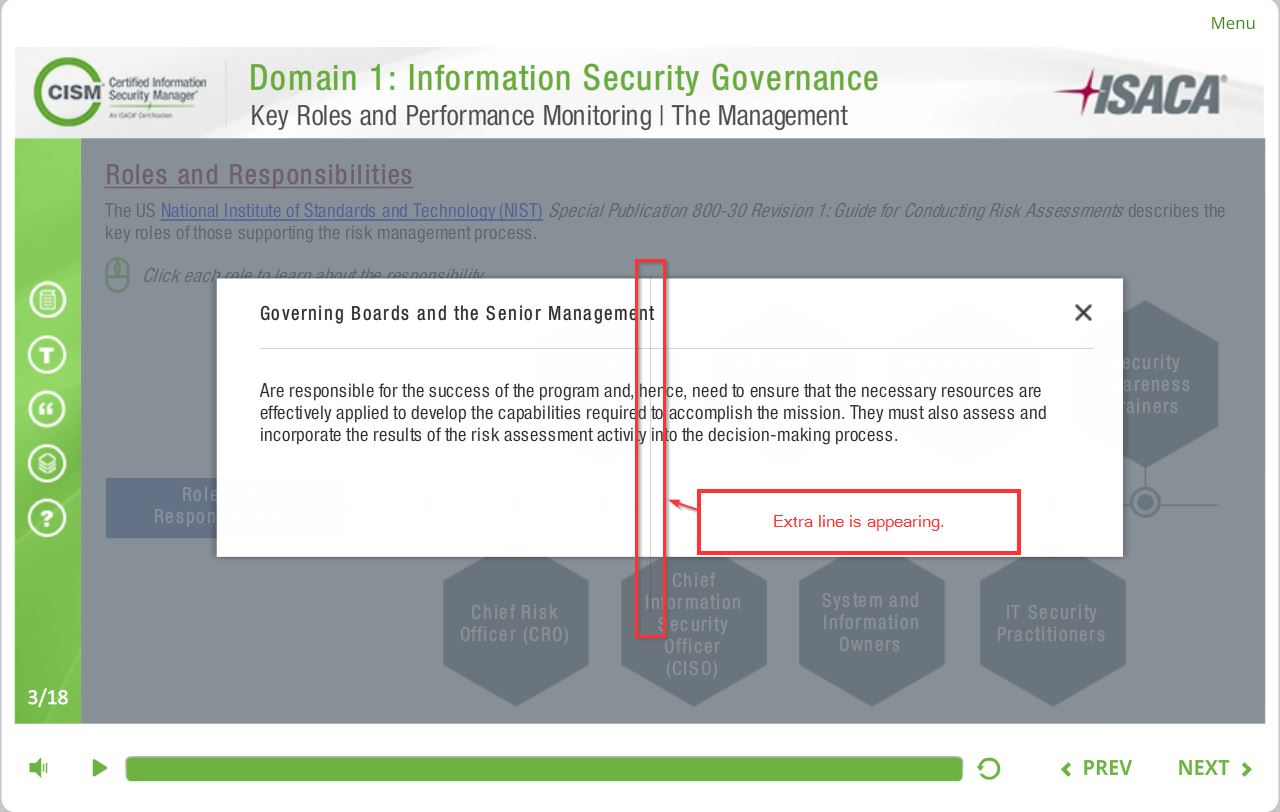 Menu
CISM
Certified Information
Security Manager
An ISACA® Certification
Domain 1: Information Security Governance
Key Roles and Performance Monitoring | The Management
ISACA®
Roles and Responsibilities
The US National Institute of Standards and Technology (NIST) Special Publication 800-30 Revision 1: Guide for Conducting Risk Assessments describes the
key roles of those supporting the risk management process.
Click each role to learn about the responsibility.
Governing Boards and the Senior Management
Are responsible for the success of the program and, hence, need to ensure that the necessary resources are
effectively applied to develop the capabilities required to accomplish the mission. They must also assess and
incorporate the results of the risk assessment activity into the decision-making process.
Extra line is appearing.
Chief Risk
Officer (CRO)
Chief
Information
Security
Officer
(CISO)
System and
Information
Owners
IT Security
Practitioners
T
?
3/18
PREV
NEXT